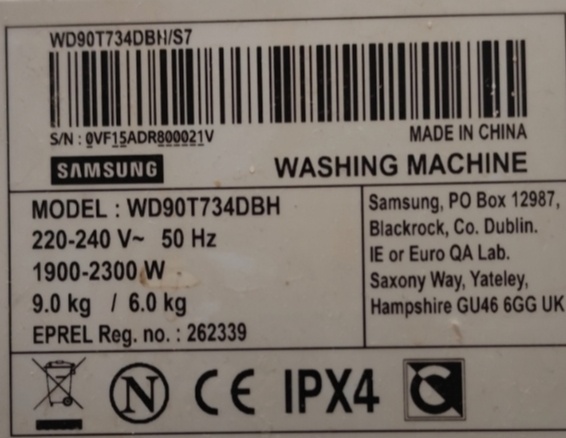 WD90T734DBH/S7
S/N : 0VF15ADR800021V
MADE IN CHINA
SAMSUNG
WASHING MACHINE
MODEL : WD90T734DBH
220-240 V~ 50 Hz
1900-2300 W
9.0 kg / 6.0 kg
EPREL Reg. no. : 262339
Samsung, PO Box 12987,
Blackrock, Co. Dublin.
IE or Euro QA Lab.
Saxony Way, Yateley,
Hampshire GU46 6GG UK
N CE IPX4